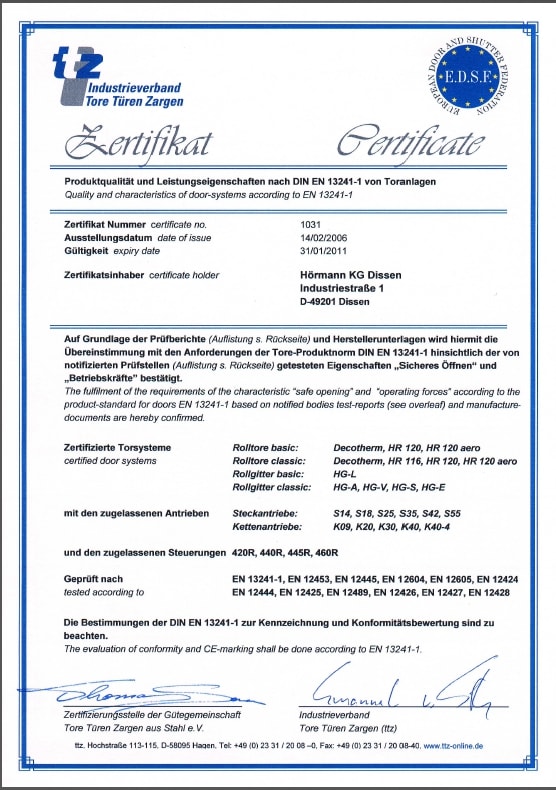 ttz
Industrieverband
Tore Türen Zargen
EUROPEAN DOOR AND SHUTTER FEDERATION
E.D.S.F
Zertifikat Certificate
Produktqualität und Leistungseigenschaften nach DIN EN 13241-1 von Toranlagen
Quality and characteristics of door-systems according to EN 13241-1
Zertifikat Nummer certificate no. 1031
Ausstellungsdatum date of issue 14/02/2006
Gültigkeit expiry date 31/01/2011
Zertifikatsinhaber certificate holder Hörmann KG Dissen
Industriestraße 1
D-49201 Dissen
Auf Grundlage der Prüfberichte (Auflistung s. Rückseite) und Herstellerunterlagen wird hiermit die
Übereinstimmung mit den Anforderungen der Tore-Produktnorm DIN EN 13241-1 hinsichtlich der von
notifizierten Prüfstellen (Auflistung s. Rückseite) getesteten Eigenschaften „Sicheres Öffnen" und
„Betriebskräfte" bestätigt.
The fulfilment of the requirements of the characteristic "safe opening" and "operating forces" according to the
product-standard for doors EN 13241-1 based on notified bodies test-reports (see overleaf) and manufacture-
documents are hereby confirmed.
Zertifizierte Torsysteme Rolltore basic: Decotherm, HR 120, HR 120 aero
certified door systems Rolltore classic: Decotherm, HR 116, HR 120, HR 120 aero
Rollgitter basic: HG-L
Rollgitter classic: HG-A, HG-V, HG-S, HG-E
mit den zugelassenen Antrieben Steckantriebe: S14, S18, S25, S35, S42, S55
Kettenantriebe: K09, K20, K30, K40, K40-4
und den zugelassenen Steuerungen 420R, 440R, 445R, 460R
Geprüft nach EN 13241-1, EN 12453, EN 12445, EN 12604, EN 12605, EN 12424
tested according to EN 12444, EN 12425, EN 12489, EN 12426, EN 12427, EN 12428
Die Bestimmungen der DIN EN 13241-1 zur Kennzeichnung und Konformitätsbewertung sind zu
beachten.
The evaluation of conformity and CE-marking shall be done according to EN 13241-1.
Zertifizierungsstelle der Gütegemeinschaft Industrieverband
Tore Türen Zargen aus Stahl e.V. Tore Türen Zargen (ttz)
ttz. Hochstraße 113-115, D-58095 Hagen, Tel: +49 (0) 23 31 / 20 08 –0, Fax: +49 (0) 23 31 / 20 08-40, www.ttz-online.de